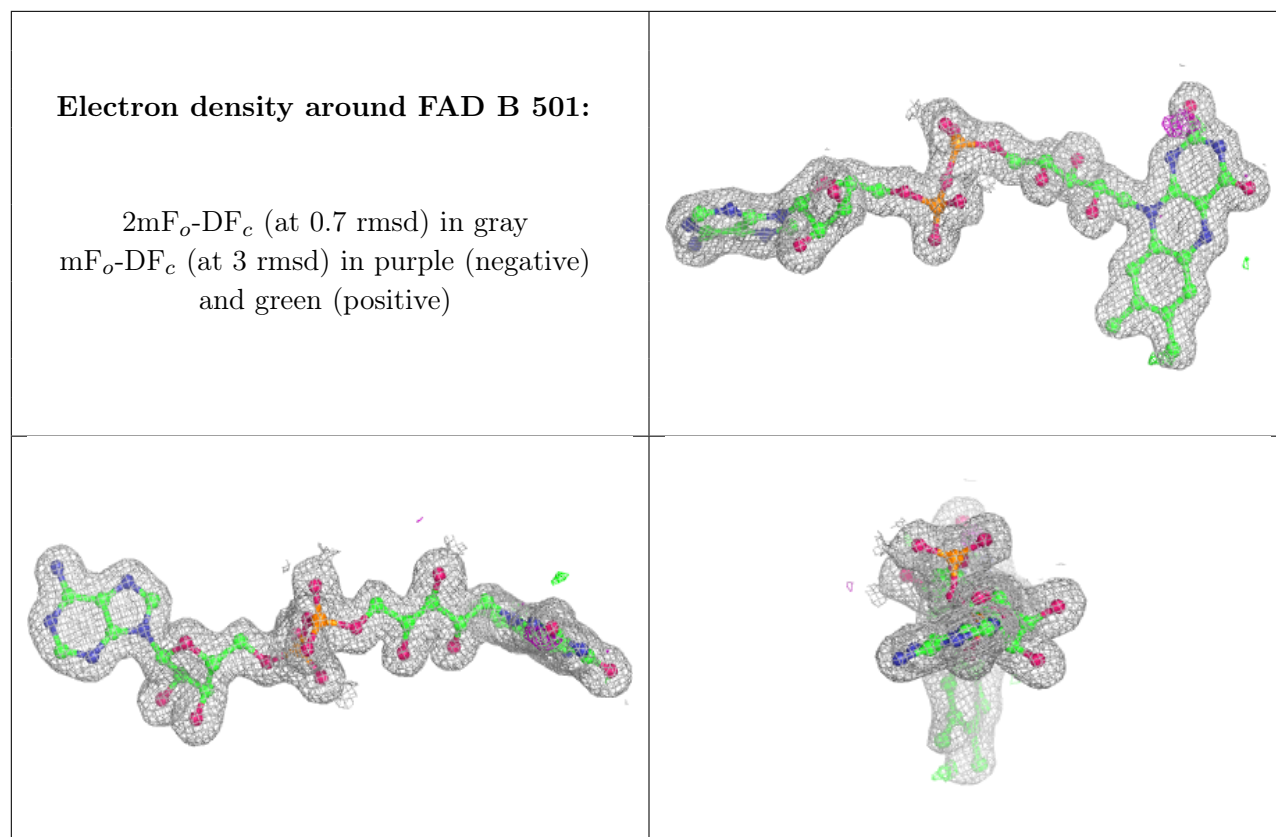 Electron density around FAD B 501:
2mFo-DFc (at 0.7 rmsd) in gray
mFo-DFc (at 3 rmsd) in purple (negative)
and green (positive)